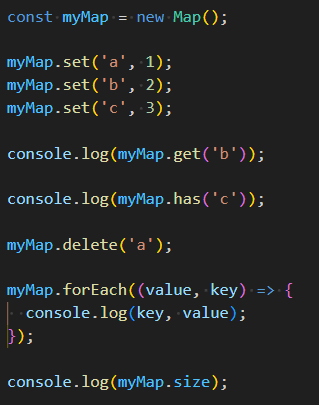 const myMap = new Map();
myMap.set('a', 1);
myMap.set('b', 2);
myMap.set('c', 3);
console.log(myMap.get('b'));
console.log(myMap.has('c'));
myMap.delete('a');
myMap.forEach((value, key) => {
  console.log(key, value);
});
console.log(myMap.size);